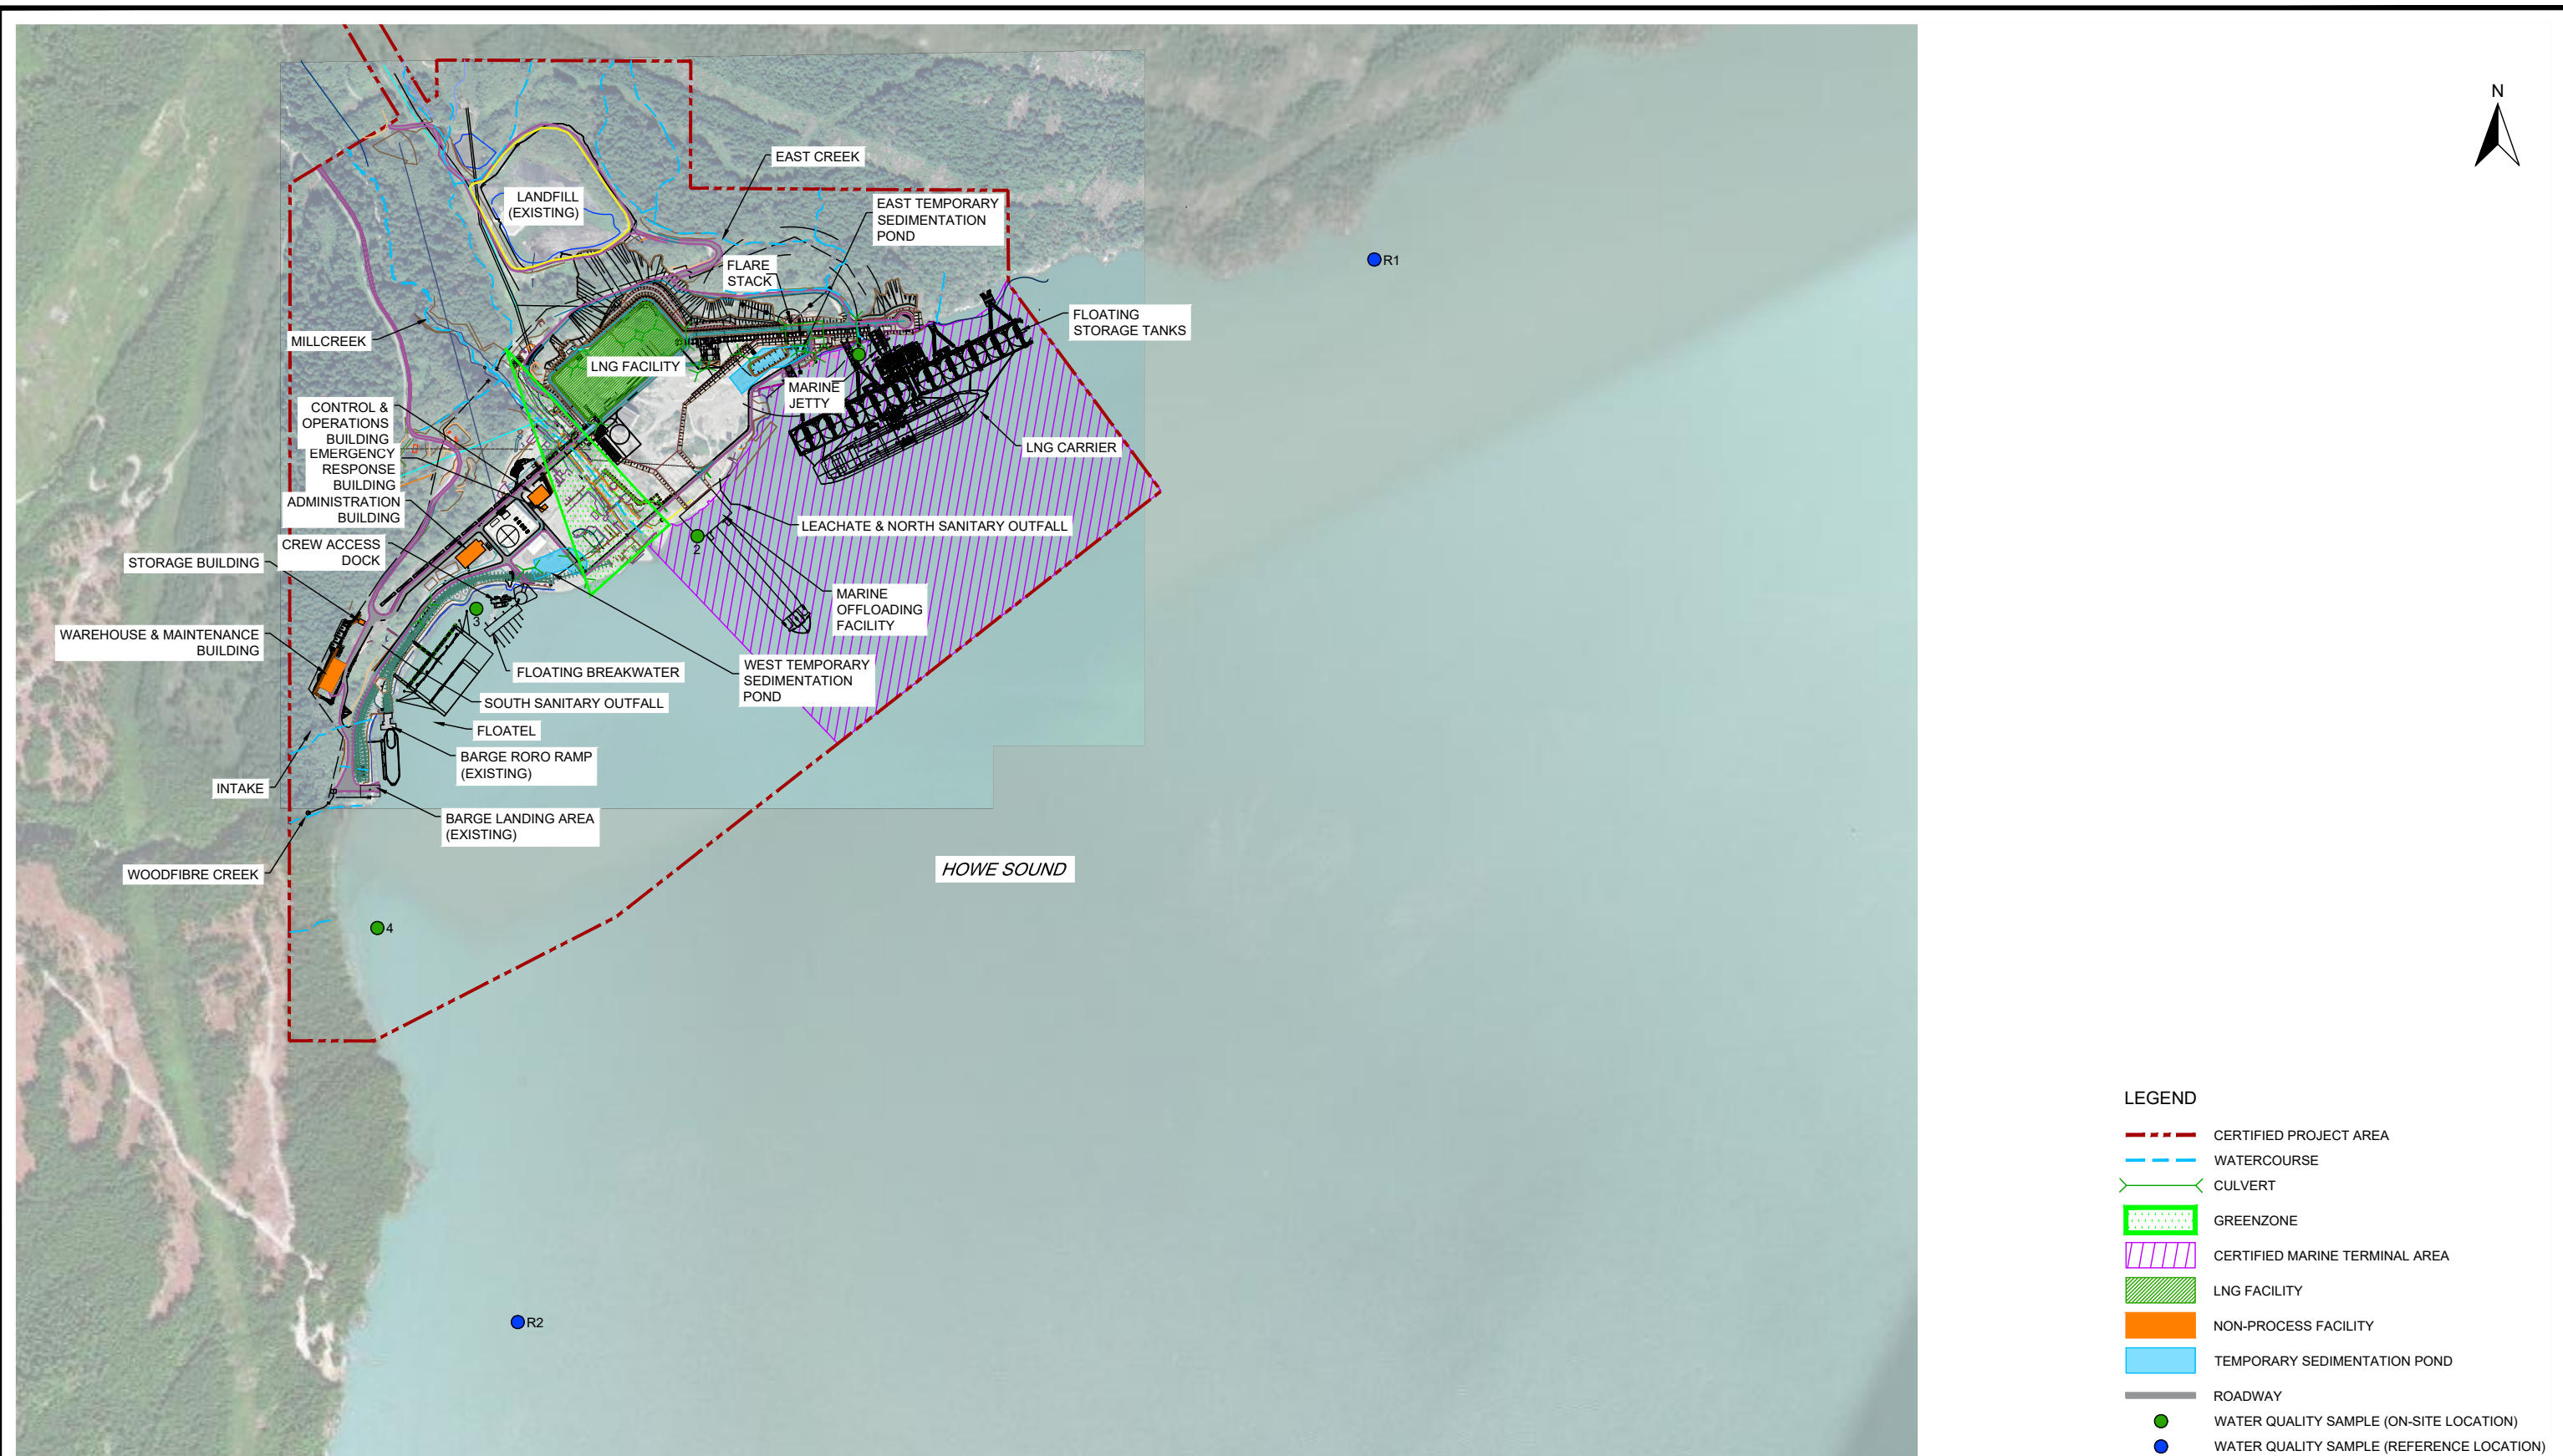 N
EAST CREEK
LANDFILL
(EXISTING)
EAST TEMPORARY
SEDIMENTATION
POND
R1
FLARE
STACK
FLOATING
STORAGE TANKS
MILLCREEK
LNG FACILITY
1
MARINE
JETTY
CONTROL &
OPERATIONS
BUILDING
EMERGENCY
RESPONSE
BUILDING
LNG CARRIER
ADMINISTRATION
BUILDING
LEACHATE & NORTH SANITARY OUTFALL
CREW ACCESS
DOCK
2
STORAGE BUILDING
MARINE
OFFLOADING
FACILITY
3
WAREHOUSE & MAINTENANCE
BUILDING
FLOATING BREAKWATER
WEST TEMPORARY
SEDIMENTATION
POND
SOUTH SANITARY OUTFALL
FLOATEL
BARGE RORO RAMP
(EXISTING)
INTAKE
BARGE LANDING AREA
(EXISTING)
WOODFIBRE CREEK
HOWE SOUND
4
R2
LEGEND
CERTIFIED PROJECT AREA
WATERCOURSE
CULVERT
GREENZONE
CERTIFIED MARINE TERMINAL AREA
LNG FACILITY
NON-PROCESS FACILITY
TEMPORARY SEDIMENTATION POND
ROADWAY
WATER QUALITY SAMPLE (ON-SITE LOCATION)
WATER QUALITY SAMPLE (REFERENCE LOCATION)